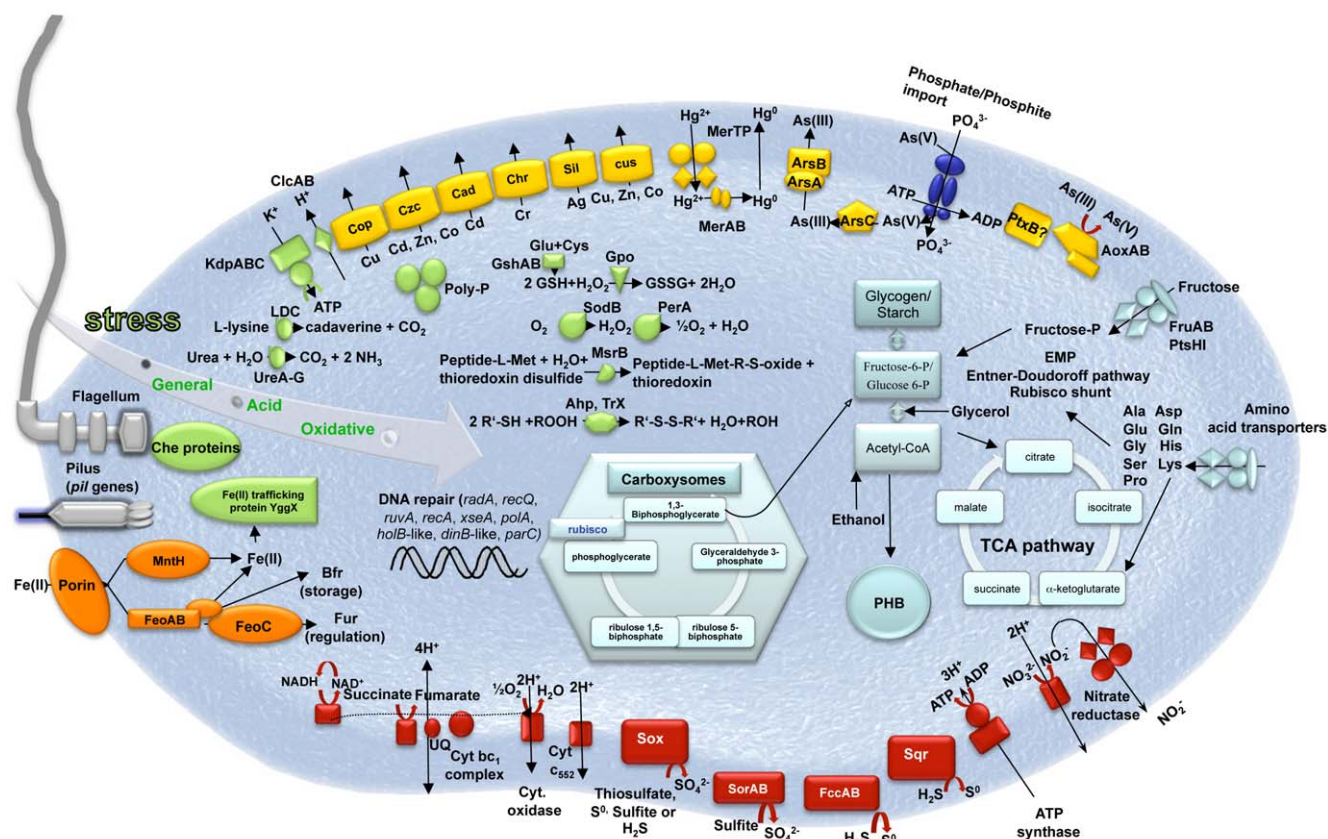 Phosphate/Phosphite
import
PO₄³⁻
As(V)
ATP
ADP
PO₄³⁻
Hg²⁺
MerTP
Hg⁰
Hg²⁺
Hg⁰
MerAB
As(III)
ArsB
ArsA
As(III)
ArsC
As(V)
PtxB?
As(III)
As(V)
AoxAB
ClcAB
K⁺
H⁺
KdpABC
ATP
Cop
Cu
Czc
Cd, Zn, Co
Cad
Cd
Chr
Cr
Sil
Ag
cus
Cu, Zn, Co
Poly-P
Glu+Cys
GshAB
Gpo
2 GSH+H₂O₂
GSSG+ 2H₂O
SodB
PerA
O₂
H₂O₂
½O₂ + H₂O
MsrB
Peptide-L-Met + H₂O+
thioredoxin disulfide
Peptide-L-Met-R-S-oxide +
thioredoxin
Ahp, TrX
2 R‘-SH +ROOH
R‘-S-S-R‘+ H₂O+ROH
stress
LDC
L-lysine
cadaverine + CO₂
Urea + H₂O
CO₂ + 2 NH₃
UreA-G
General
Acid
Oxidative
Flagellum
Che proteins
Pilus
(pil genes)
Fe(II) trafficking
protein YggX
Fe(II)
Porin
MntH
Fe(II)
FeoAB
FeoC
Bfr
(storage)
Fur
(regulation)
DNA repair (radA, recQ,
ruvA, recA, xseA, polA,
holB-like, dinB-like, parC)
Carboxysomes
1,3-
Biphosphoglycerate
rubisco
phosphoglycerate
Glyceraldehyde 3-
phosphate
ribulose 1,5-
biphosphate
ribulose 5-
biphosphate
Glycogen/
Starch
Fructose-6-P/
Glucose 6-P
Glycerol
Acetyl-CoA
Ethanol
PHB
Fructose
Fructose-P
FruAB
PtsHI
EMP
Entner-Doudoroff pathway
Rubisco shunt
Ala Asp
Glu Gln
Gly His
Ser Lys
Pro
Amino
acid transporters
citrate
malate
isocitrate
TCA pathway
succinate
α-ketoglutarate
NADH
NAD⁺
Succinate
Fumarate
4H⁺
UQ
Cyt bc₁
complex
½O₂
2H⁺
H₂O
Cyt.
oxidase
2H⁺
Cyt
c₅₅₂
Sox
SO₄²⁻
Thiosulfate,
S⁰, Sulfite or
H₂S
SorAB
Sulfite
SO₄²⁻
FccAB
H₂S
S⁰
Sqr
H₂S
S⁰
3H⁺
ATP
ADP
ATP
synthase
2H⁺
NO₃²⁻
NO₂⁻
Nitrate
reductase
NO₂⁻